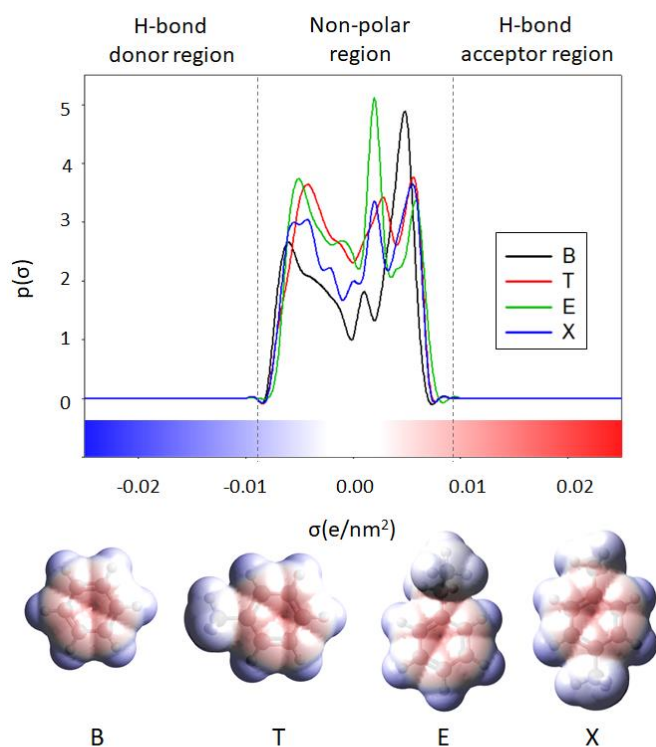 H-bond
donor region
Non-polar
region
H-bond
acceptor region
5
4
3
2
1
0
p(σ)
B
T
E
X
-0.02
-0.01
0.00
0.01
0.02
σ(e/nm²)
B
T
E
X